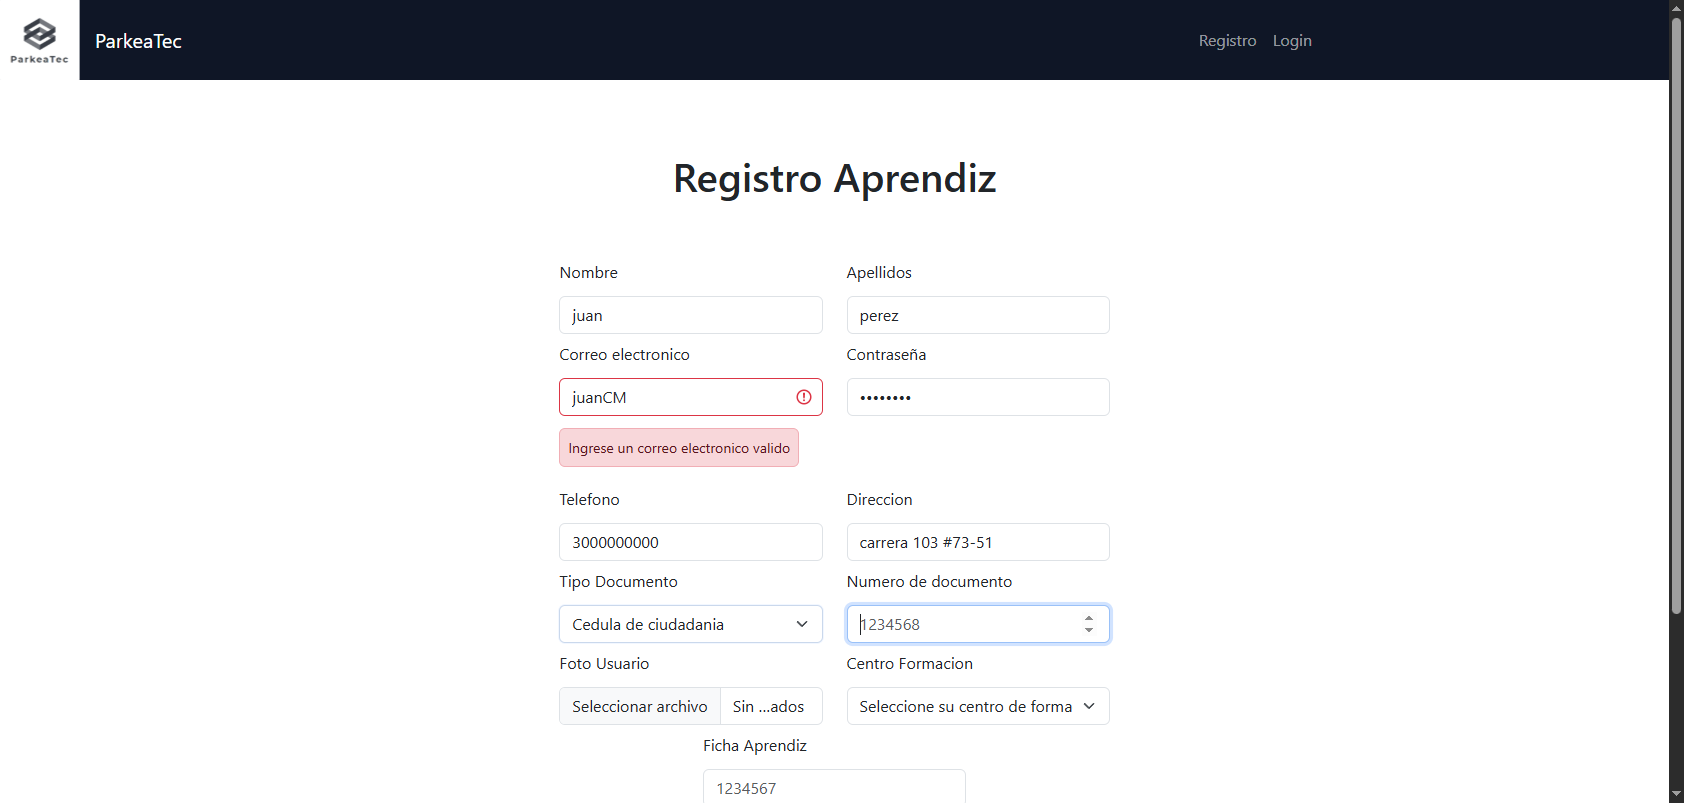 ParkeaTec
ParkeaTec
Registro Login
Registro Aprendiz
Nombre
Apellidos
juan
perez
Correo electronico
Contraseña
juanCM
••••••••
Ingrese un correo electronico valido
Telefono
Direccion
3000000000
carrera 103 #73-51
Tipo Documento
Numero de documento
Cedula de ciudadania
1234568
Foto Usuario
Centro Formacion
Seleccionar archivo Sin ...ados
Seleccione su centro de forma
Ficha Aprendiz
1234567